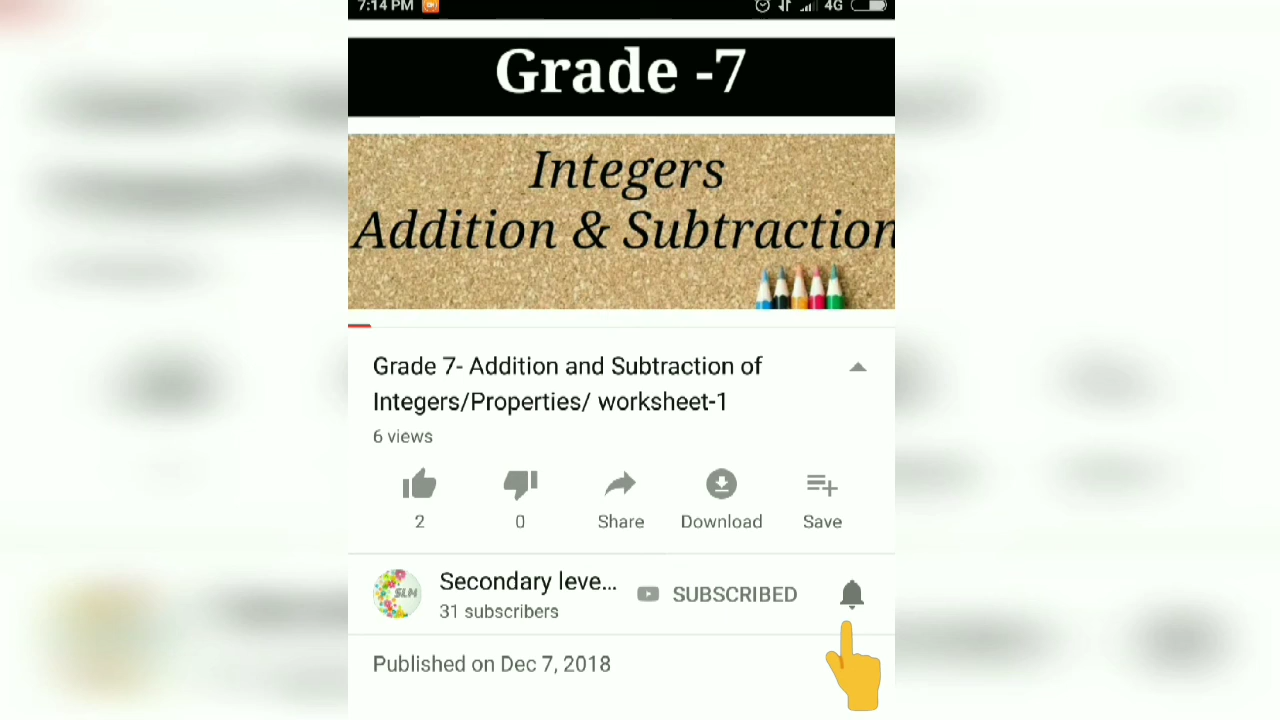 7:14 PM 4G
Grade -7
Integers
Addition & Subtraction
Grade 7- Addition and Subtraction of
Integers/Properties/ worksheet-1
6 views
2 0 Share Download Save
SLM
Secondary leve... SUBSCRIBED
31 subscribers
Published on Dec 7, 2018